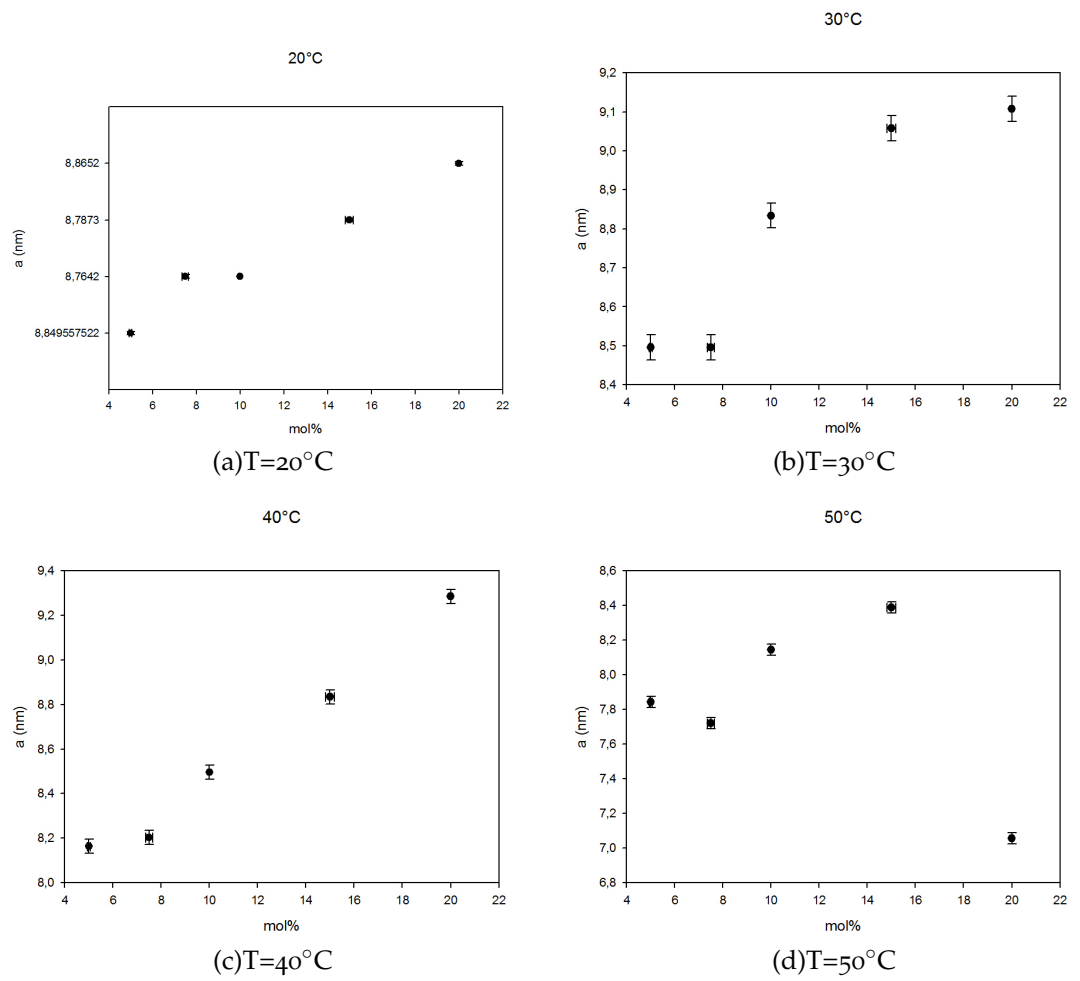 20°C
8,8652
8,7873
8,7642
8,849557522
a (nm)
4 6 8 10 12 14 16 18 20 22
mol%
(a)T=20°C
30°C
9,2
9,1
9,0
8,9
8,8
8,7
8,6
8,5
8,4
a (nm)
4 6 8 10 12 14 16 18 20 22
mol%
(b)T=30°C
40°C
9,4
9,2
9,0
8,8
8,6
8,4
8,2
8,0
a (nm)
4 6 8 10 12 14 16 18 20 22
mol%
(c)T=40°C
50°C
8,6
8,4
8,2
8,0
7,8
7,6
7,4
7,2
7,0
6,8
a (nm)
4 6 8 10 12 14 16 18 20 22
mol%
(d)T=50°C